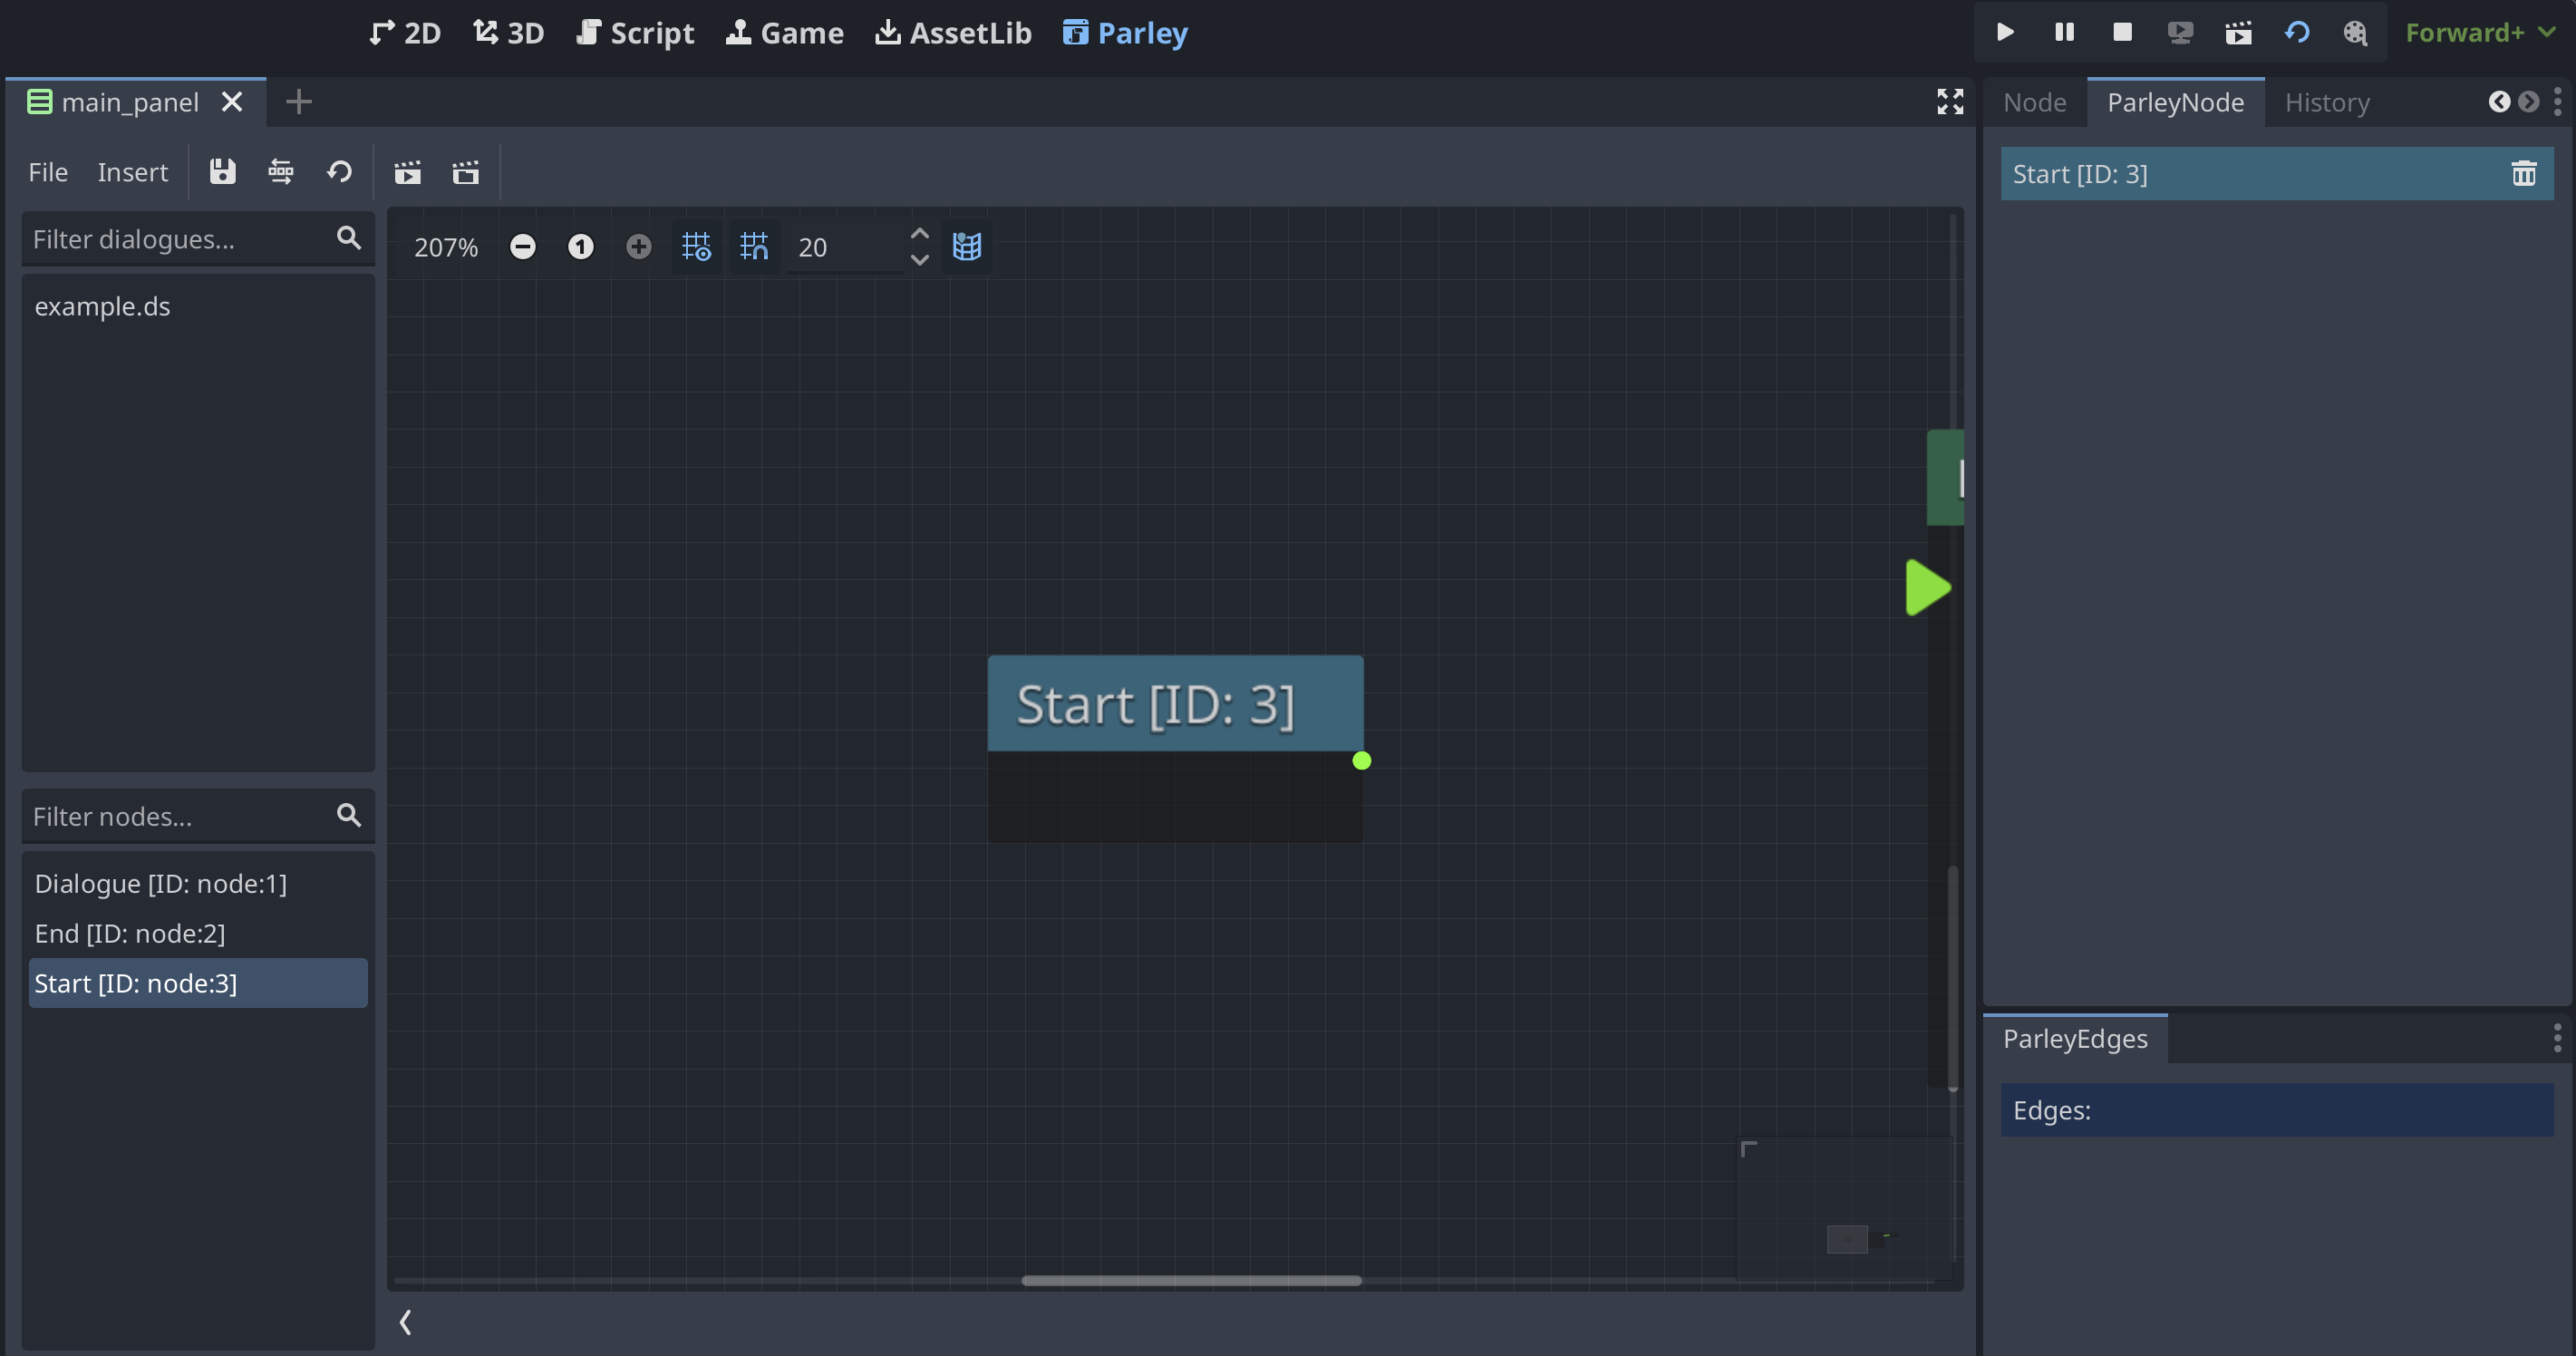 2D 3D Script Game AssetLib Parley Forward+
main_panel
Node ParleyNode History
File Insert
Start [ID: 3]
Filter dialogues...
207% 1 20
example.ds
Start [ID: 3]
Filter nodes...
Dialogue [ID: node:1]
End [ID: node:2]
Start [ID: node:3]
ParleyEdges
Edges: